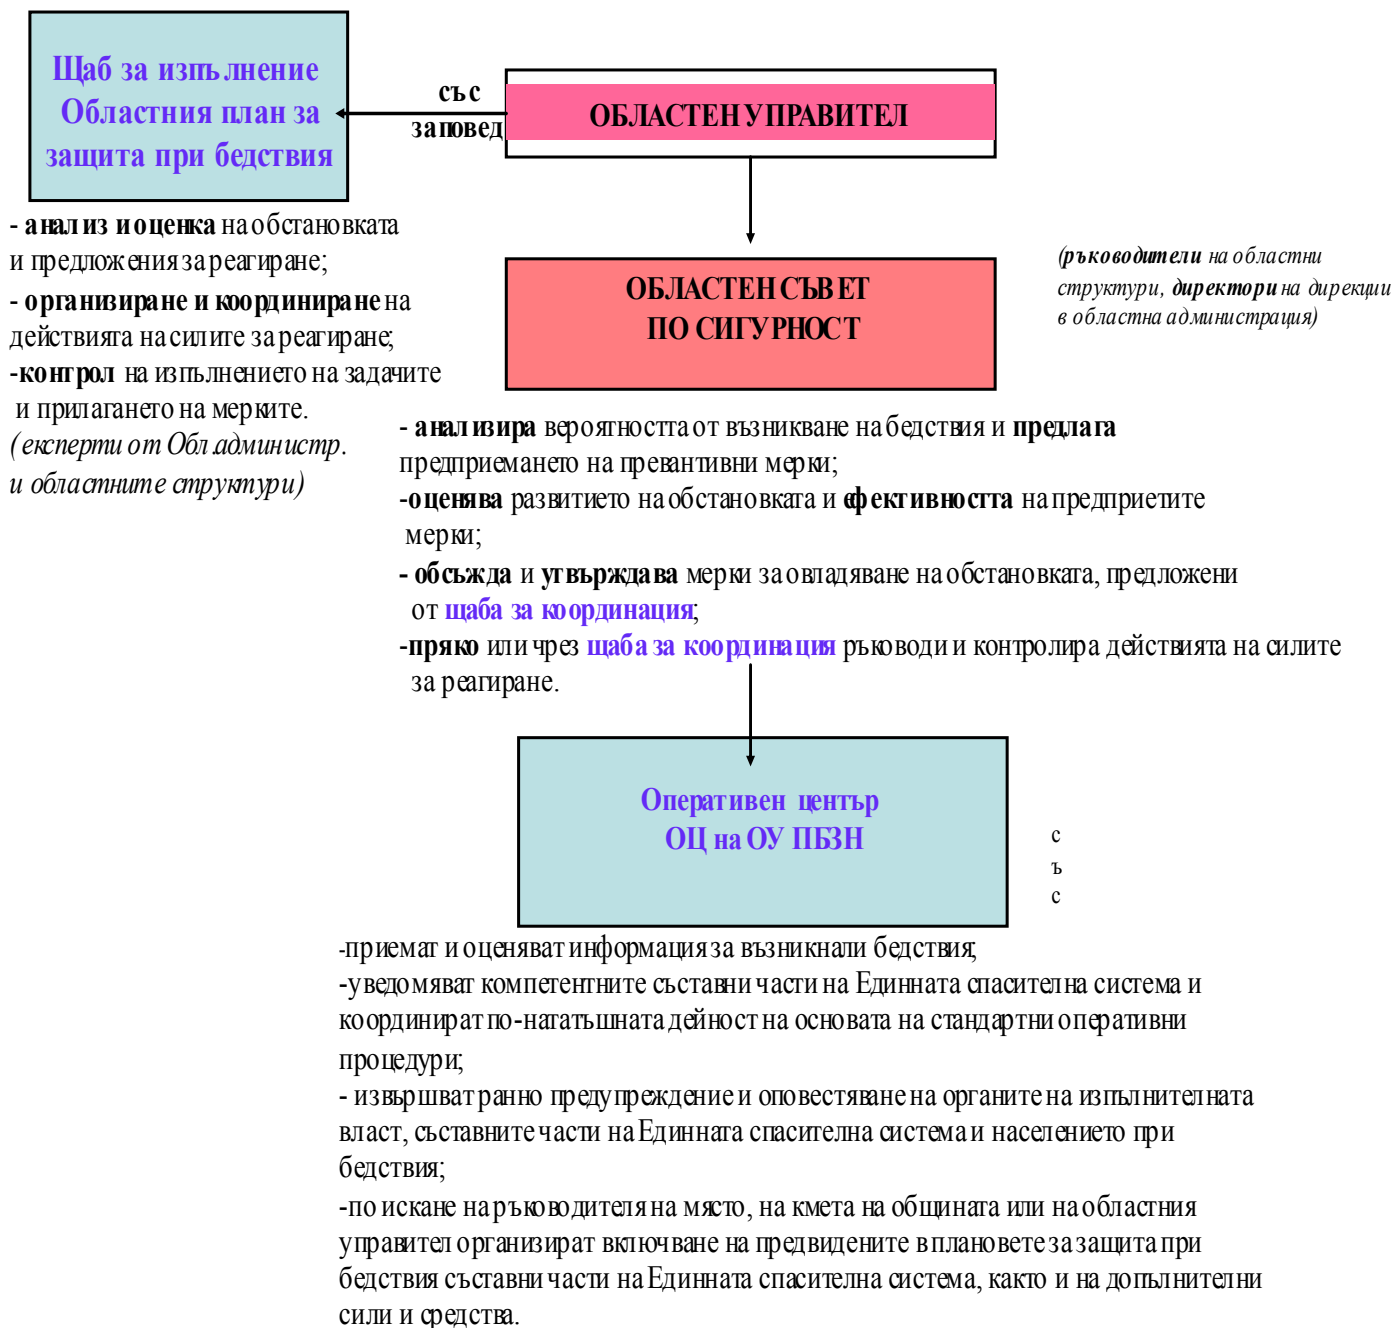 Щаб за изпълнение
Областния план за
защита при бедствия
със
заповед
ОБЛАСТЕН УПРАВИТЕЛ
- анализ и оценка на обстановката
и предложения за реагиране;
- организиране и координиране на
действията на силите за реагиране;
-контрол на изпълнението на задачите
и прилагането на мерките.
(експерти от Обл.администр.
и областните структури)
ОБЛАСТЕН СЪВЕТ
ПО СИГУРНОСТ
(ръководители на областни
структури, директори на дирекции
в областна администрация)
- анализира вероятността от възникване на бедствия и предлага
предприемането на превантивни мерки;
-оценява развитието на обстановката и ефективността на предприетите
мерки;
- обсъжда и утвърждава мерки за овладяване на обстановката, предложени
от щаба за координация;
-пряко или чрез щаба за координация ръководи и контролира действията на силите
за реагиране.
Оперативен център
ОЦ на ОУ ПБЗН
с
ъ
с
-приемат и оценяват информация за възникнали бедствия;
-уведомяват компетентните съставни части на Единната спасителна система и
координират по-нататъшната дейност на основата на стандартни оперативни
процедури;
- извършват ранно предупреждение и оповестяване на органите на изпълнителната
власт, съставните части на Единната спасителна система и населението при
бедствия;
-по искане на ръководителя на място, на кмета на общината или на областния
управител организират включване на предвидените в плановете за защита при
бедствия съставни части на Единната спасителна система, както и на допълнителни
сили и средства.